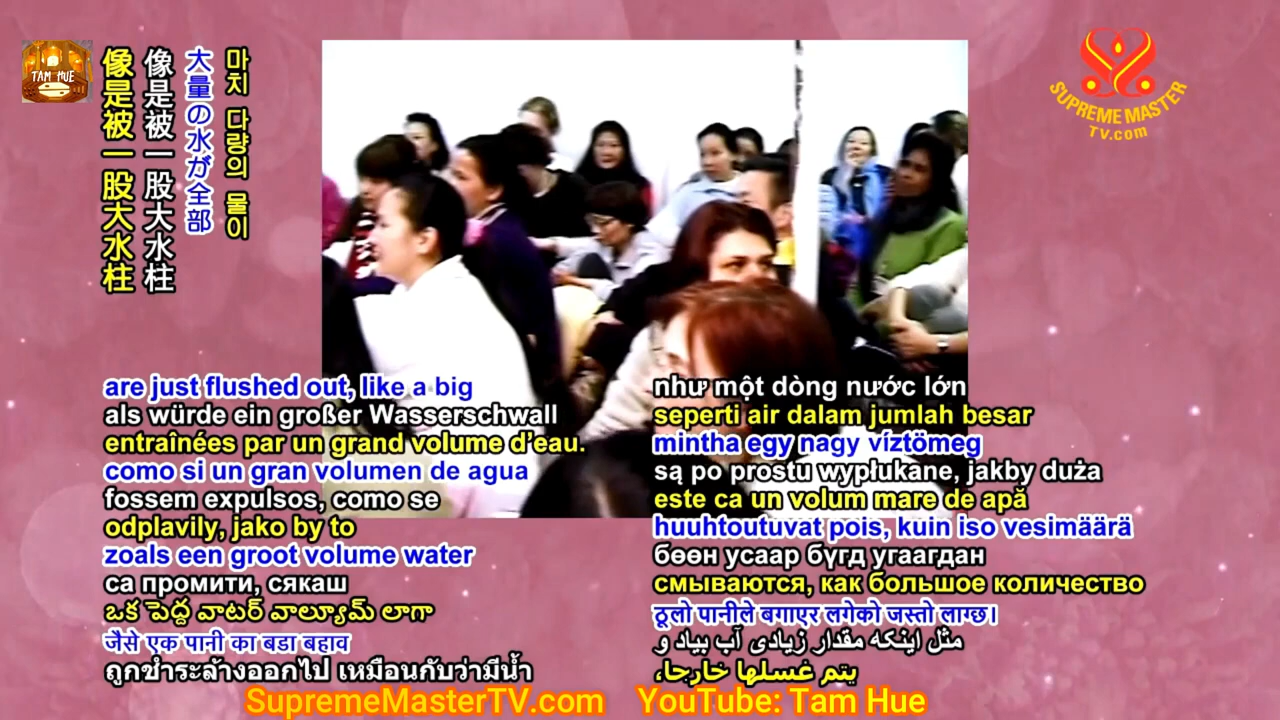 TAM HUE
像是被一股大水柱
像是被一股大水柱
大量の水が全部
마치 다량의 물이
SUPREME MASTER
TV.com
are just flushed out, like a big
als würde ein großer Wasserschwall
entraînées par un grand volume d'eau.
como si un gran volumen de agua
fossem expulsos, como se
odplavily, jako by to
zoals een groot volume water
са промити, сякаш
ఒక పెద్ద వాటర్ వాల్యూమ్ లాగా
जैसे एक पानी का बडा बहाव
ถูกชำระล้างออกไป เหมือนกับว่ามีน้ำ
như một dòng nước lớn
seperti air dalam jumlah besar
mintha egy nagy víztömeg
są po prostu wypłukane, jakby duża
este ca un volum mare de apă
huuhtoutuvat pois, kuin iso vesimäärä
бөөн усаар бүгд угаагдан
смываются, как большое количество
ठूलो पानीले बगाएर लगेको जस्तो लाग्छ।
مثل اینکه مقدار زیادی آب بیاد و
يتم غسلها خارجا،
SupremeMasterTV.com YouTube: Tam Hue